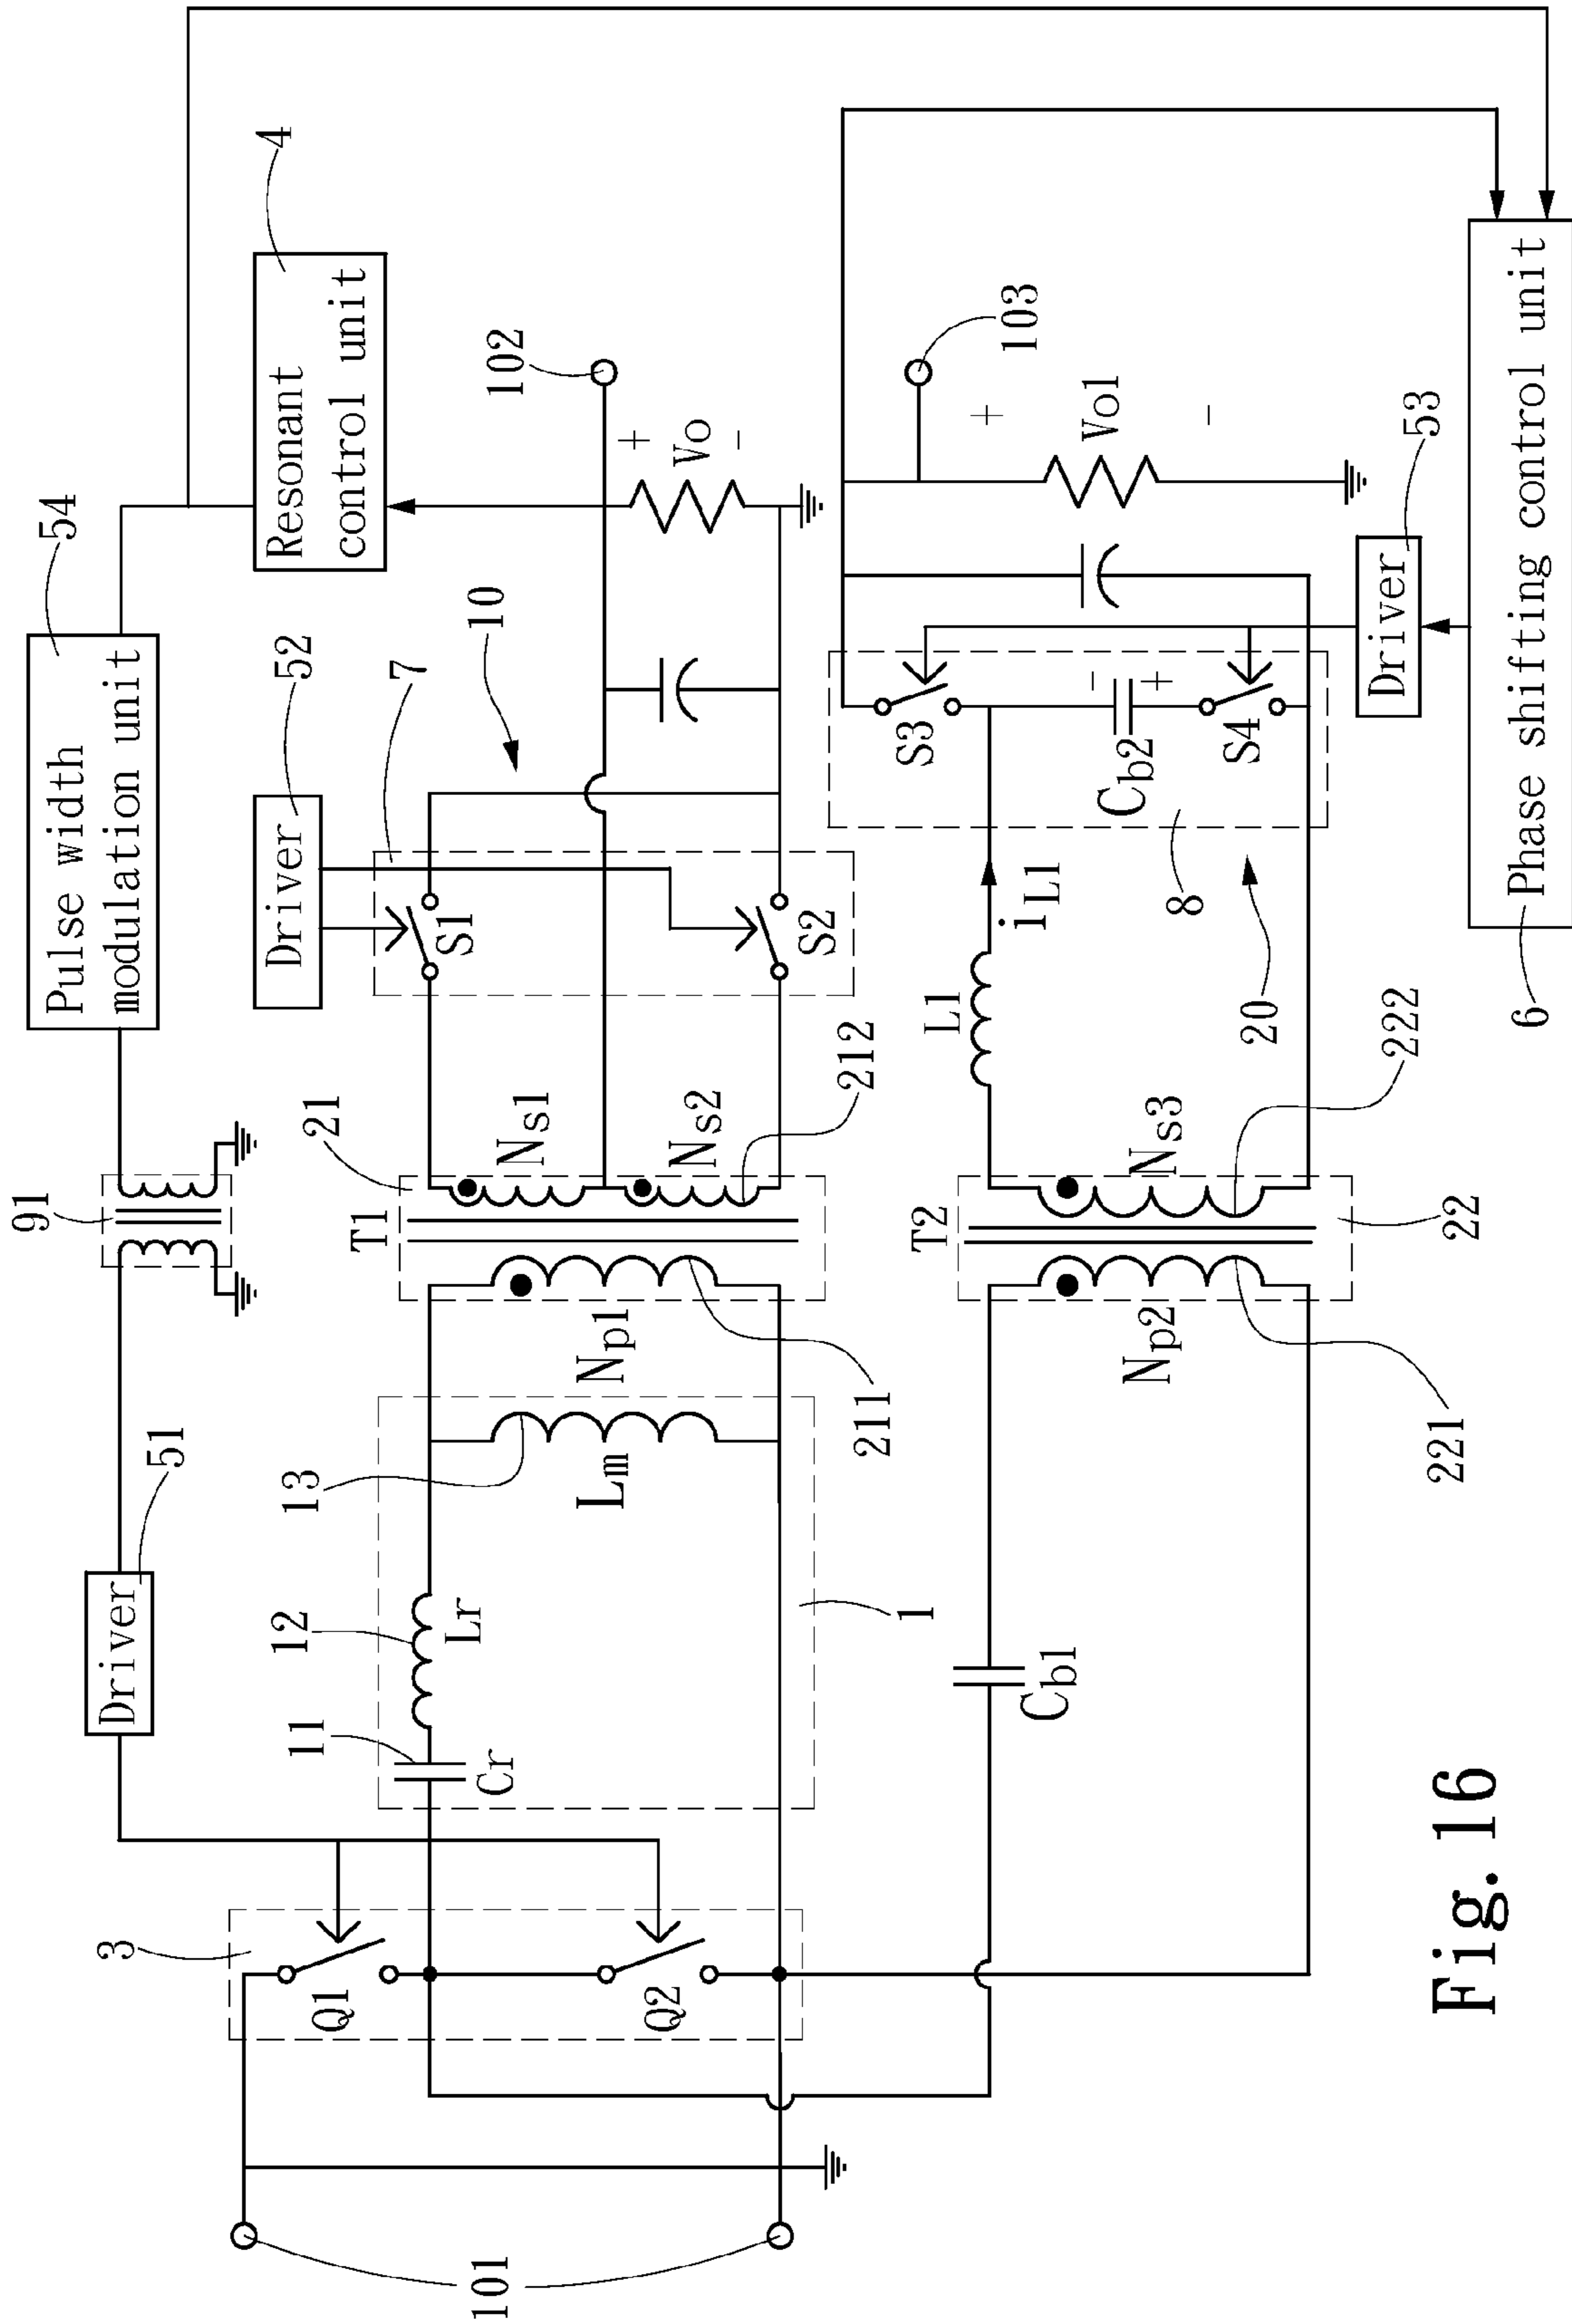 Pulse width
modulation unit
54
Resonant
control unit
4
91
Driver
51
Driver
52
3
Q1
Q2
101
11
Cr
12
Lr
13
Lm
1
Np1
211
T1
21
Ns1
Ns2
212
S1
S2
7
10
102
+
Vo
-
Cb1
Np2
221
T2
22
Ns3
222
L1
iL1
20
8
S3
-
+
Cb2
S4
103
+
Vo1
-
Driver
53
Phase shifting control unit
6
Fig. 16